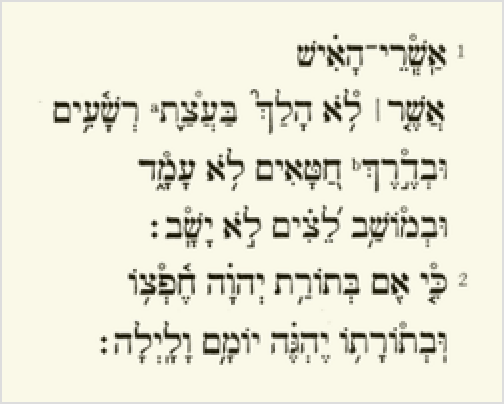 1 אַ֥שְֽׁרֵי־הָאִ֗ישׁ
אֲשֶׁ֤ר ׀ לֹ֥א הָלַךְ֮ בַּעֲצַ֪תᵃ רְשָׁ֫עִ֥ים
וּבְדֶ֣רֶךְᵇ חַ֭טָּאִים לֹ֥א עָמָ֑ד
וּבְמוֹשַׁ֥ב לֵ֝צִ֗ים לֹ֣א יָשָֽׁב׃
2 כִּ֤י אִ֥ם בְּתוֹרַ֥ת יְהוָ֗ה חֶ֫פְצ֥וֹ
וּֽבְתוֹרָת֥וֹ יֶהְגֶּ֗ה יוֹמָ֥ם וָלָֽיְלָה׃